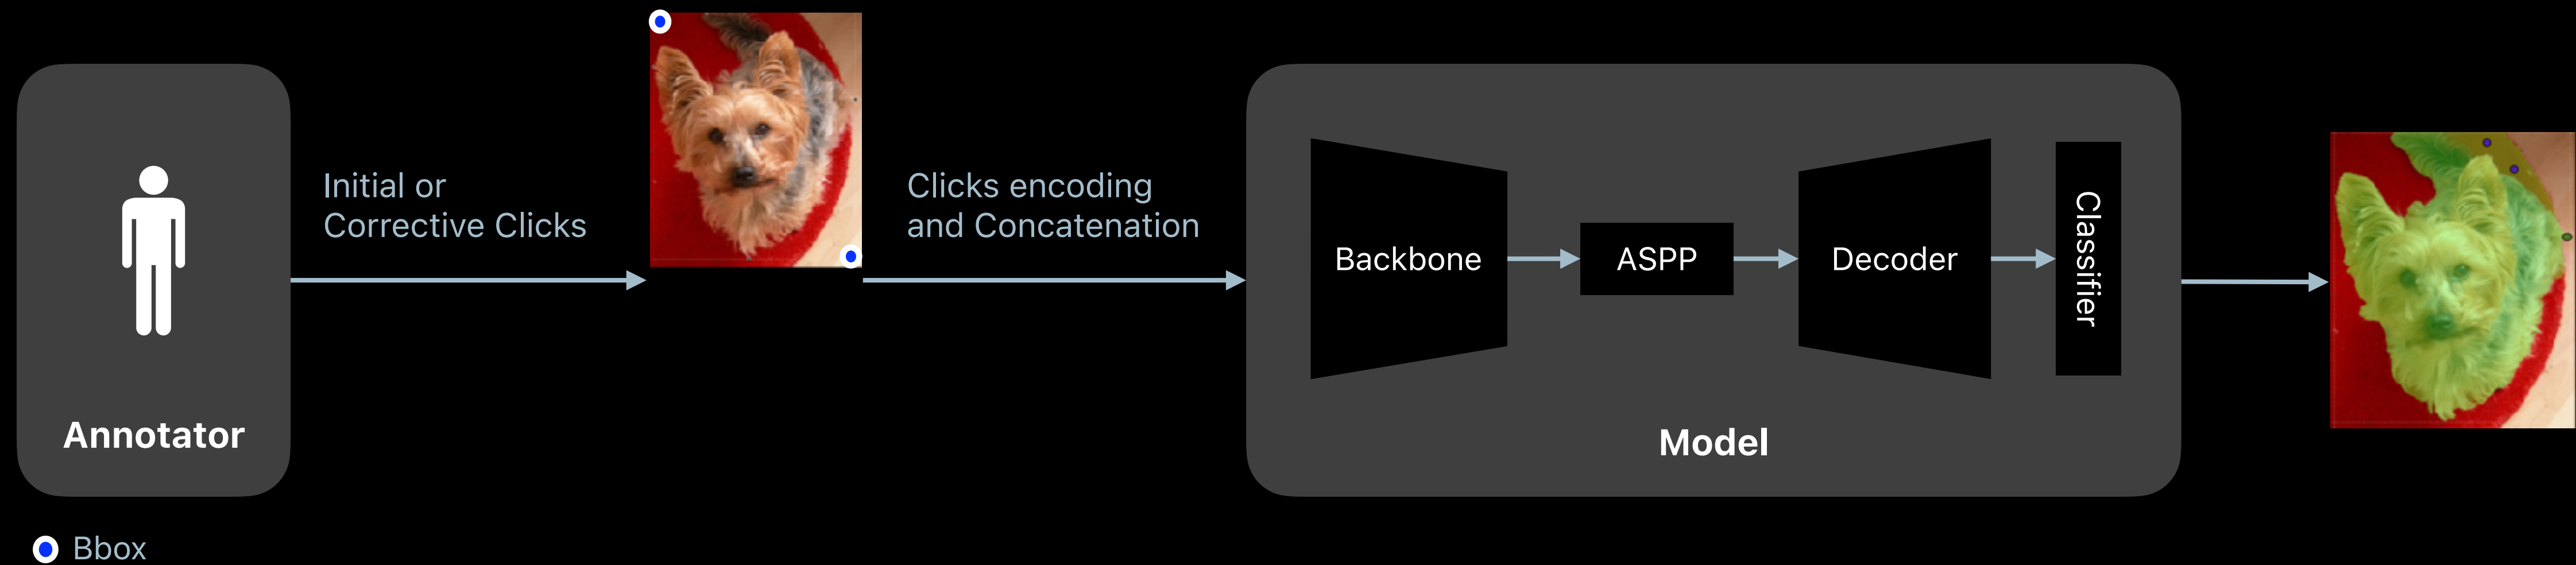 Initial or
Corrective Clicks
Clicks encoding
and Concatenation
Backbone
ASPP
Decoder
Classifier
Annotator
Model
Bbox